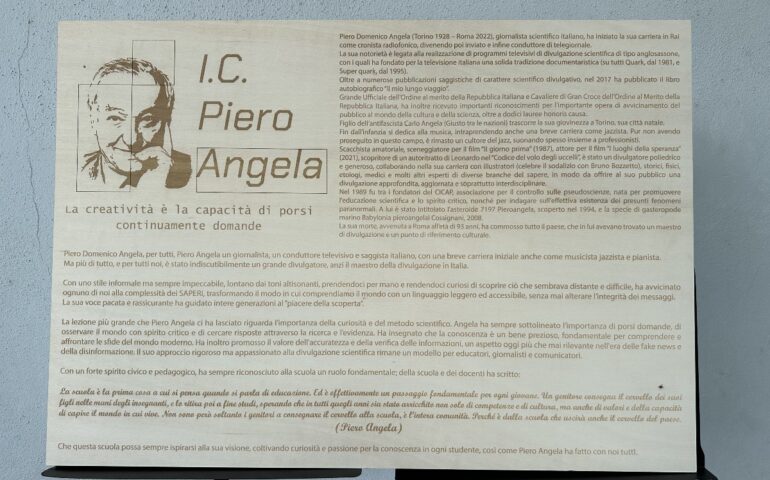 I.C.
Piero
Angela
La creatività è la capacità di porsi
continuamente domande
Piero Domenico Angela (Torino 1928 – Roma 2022), giornalista scientifico italiano, ha iniziato la sua carriera in Rai
come cronista radiofonico, divenendo poi inviato e infine conduttore di telegiornale.
La sua notorietà è legata alla realizzazione di programmi televisivi di divulgazione scientifica di tipo anglosassone,
con i quali ha fondato per la televisione italiana una solida tradizione documentaristica (su tutti Quark, dal 1981, e
Super quark, dal 1995).
Oltre a numerose pubblicazioni saggistiche di carattere scientifico divulgativo, nel 2017 ha pubblicato il libro
autobiografico "Il mio lungo viaggio".
Grande Ufficiale dell'Ordine al merito della Repubblica Italiana e Cavaliere di Gran Croce dell'Ordine al Merito della
Repubblica Italiana, ha inoltre ricevuto importanti riconoscimenti per l'importante opera di avvicinamento del
pubblico al mondo della cultura e della scienza, oltre a dodici lauree honoris causa.
Figlio dell'antifascista Carlo Angela (Giusto tre le nazioni) trascorre la sua giovinezza a Torino, sua città natale.
Fin dall'infanzia si dedica alla musica, intraprendendo anche una breve carriera come jazzista. Pur non avendo
proseguito in questo campo, è rimasto un cultore del jazz, suonando spesso insieme a professionisti.
Scacchista amatoriale, sceneggiatore per il film "Il giorno prima" (1987), attore per il film "I luoghi della speranza"
(2021), scopritore di un autoritratto di Leonardo nel "Codice del volo degli uccelli", è stato un divulgatore poliedrico
e generoso, collaborando nella sua carriera con illustratori (celebre il sodalizio con Bruno Bozzetto), storici, fisici,
etologi, medici e molti altri esperti di diverse branche del sapere, in modo da offrire al suo pubblico una
divulgazione approfondita, aggiornata e soprattutto interdisciplinare.
Nel 1989 fu tra i fondatori del CICAP, associazione per il controllo sulle pseudoscienze, nata per promuovere
l'educazione scientifica e lo spirito critico, nonché per indagare sull'effettiva esistenza dei presunti fenomeni
paranormali. A lui è stato intitolato l'asteroide 7197 Pieroangela, scoperto nel 1994, e la specie di gasteropode
marino Babylonia pieroangelai Cossignani, 2008.
La sua morte, avvenuta a Roma all'età di 93 anni, ha commosso tutto il paese, che in lui avevano trovato un maestro
di divulgazione e un punto di riferimento culturale.
Piero Domenico Angela, per tutti, Piero Angela un giornalista, un conduttore televisivo e saggista italiano, con una breve carriera iniziale anche come musicista jazzista e pianista.
Ma più di tutto, e per tutti noi, è stato indiscutibilmente un grande divulgatore, anzi il maestro della divulgazione in Italia.
Con uno stile informale ma sempre impeccabile, lontano dai toni altisonanti, prendendoci per mano e rendendoci curiosi di scoprire ciò che sembrava distante e difficile, ha avvicinato
ognuno di noi alla complessità dei SAPERI, trasformando il modo in cui comprendiamo il mondo con un linguaggio leggero ed accessibile, senza mai alterare l'integrità dei messaggi.
La sua voce pacata e rassicurante ha guidato intere generazioni al "piacere della scoperta".
La lezione più grande che Piero Angela ci ha lasciato riguarda l'importanza della curiosità e del metodo scientifico. Angela ha sempre sottolineato l'importanza di porsi domande, di
osservare il mondo con spirito critico e di cercare risposte attraverso la ricerca e l'evidenza. Ha insegnato che la conoscenza è un bene prezioso, fondamentale per comprendere e
affrontare le sfide del mondo moderno. Ha inoltre promosso il valore dell'accuratezza e della verifica delle informazioni, un aspetto oggi più che mai rilevante nell'era delle fake news e
della disinformazione. Il suo approccio rigoroso ma appassionato alla divulgazione scientifica rimane un modello per educatori, giornalisti e comunicatori.
Con un forte spirito civico e pedagogico, ha sempre riconosciuto alla scuola un ruolo fondamentale; della scuola e dei docenti ha scritto:
La scuola è la prima cosa a cui si pensa quando si parla di educazione. Ed è effettivamente un passaggio fondamentale per ogni giovane. Un genitore consegna il cervello dei suoi
figli nelle mani degli insegnanti, e lo ritira poi a fine studi, sperando che in tutti quegli anni sia stato arricchito non solo di competenze e di cultura, ma anche di valori e della capacità
di capire il mondo in cui vive. Non sono però soltanto i genitori a consegnare il cervello alla scuola, è l'intera comunità. Perché è dalla scuola che uscirà anche il cervello del paese.
(Piero Angela)
Che questa scuola possa sempre ispirarsi alla sua visione, coltivando curiosità e passione per la conoscenza in ogni studente, così come Piero Angela ha fatto con noi tutti.